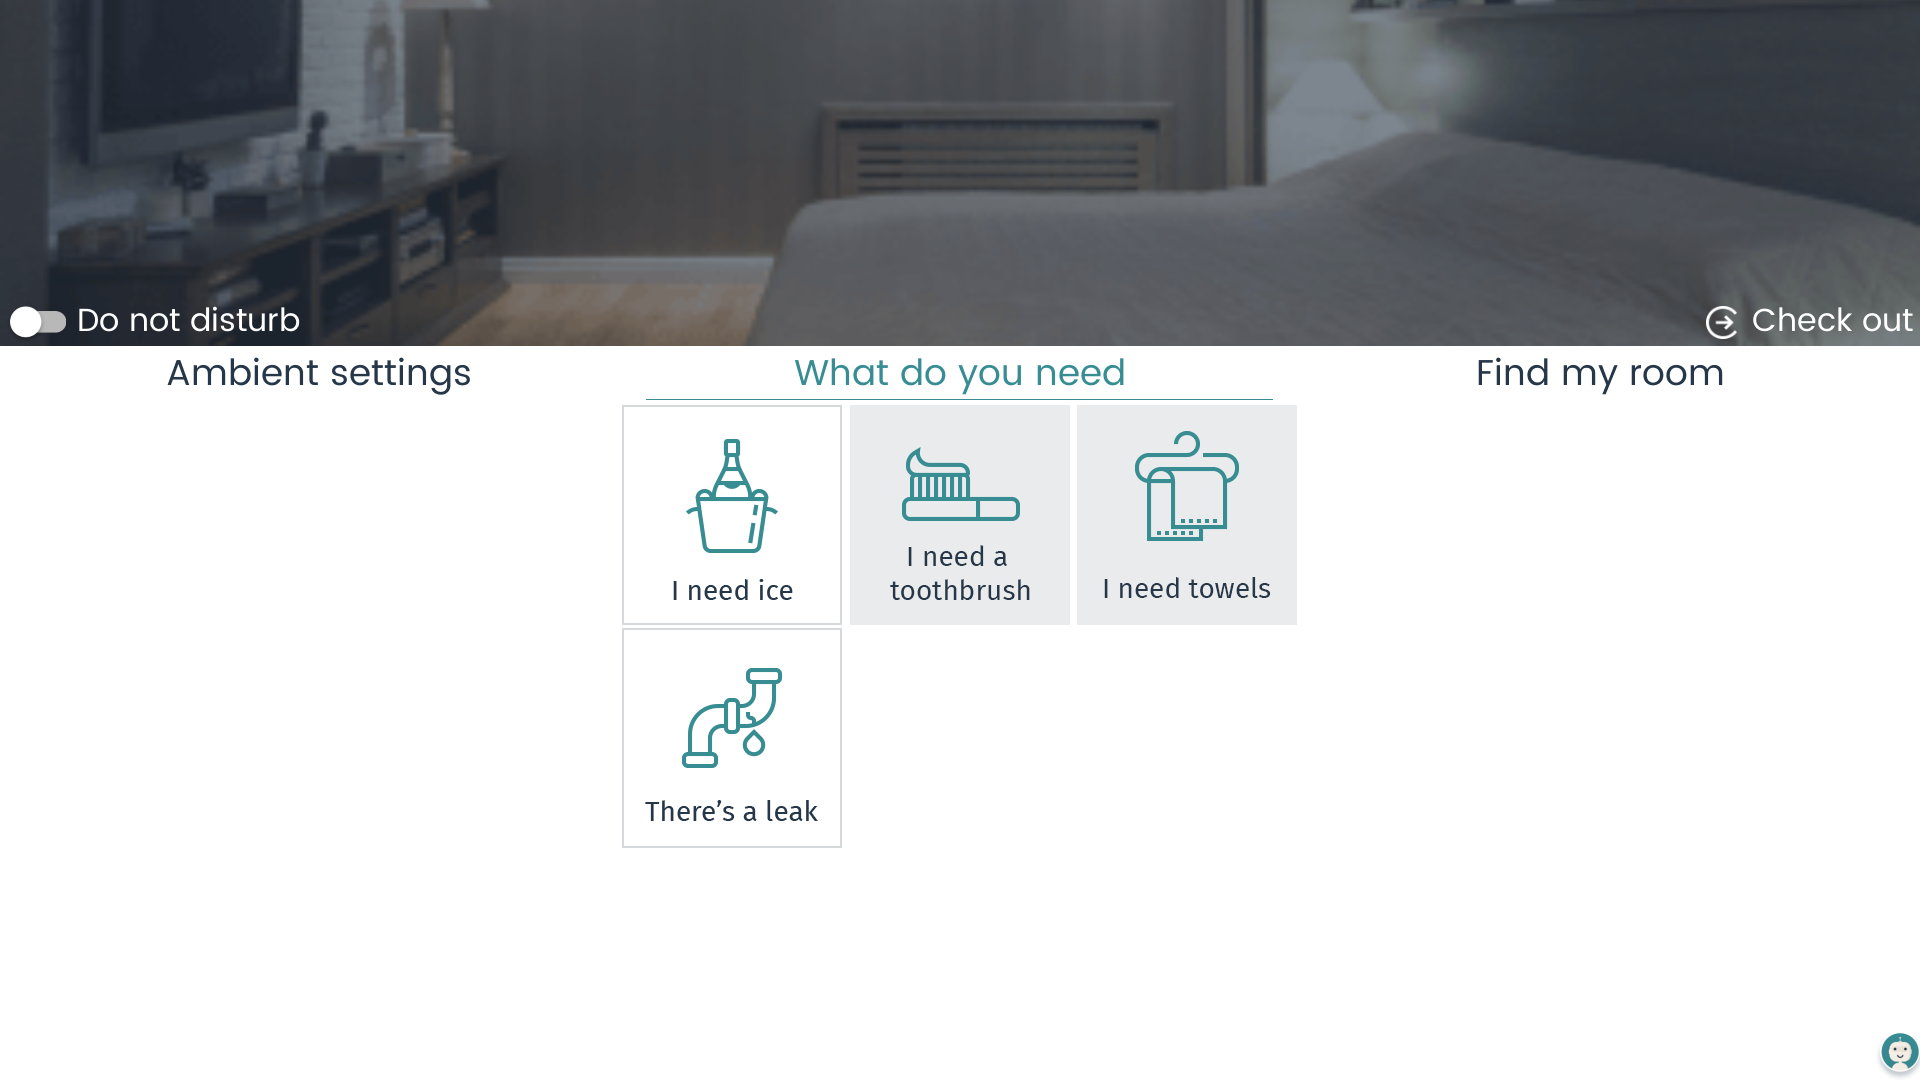 Do not disturb
Check out
Ambient settings
What do you need
Find my room
I need ice
I need a
toothbrush
I need towels
There’s a leak